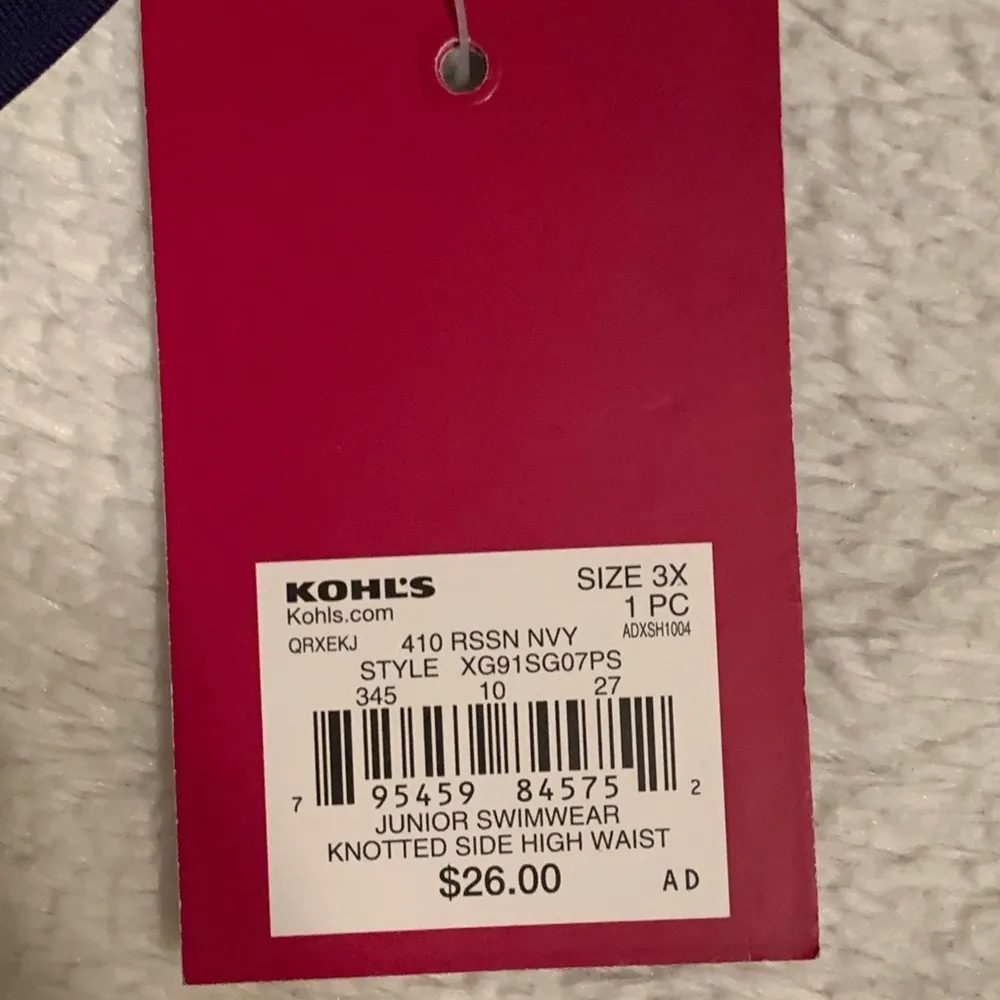 KOHL'S SIZE 3X
Kohls.com 1 PC
QRXEKJ 410 RSSN NVY ADXSH1004
STYLE XG91SG07PS
345 10 27
7 95459 84575 2
JUNIOR SWIMWEAR
KNOTTED SIDE HIGH WAIST
$26.00 AD